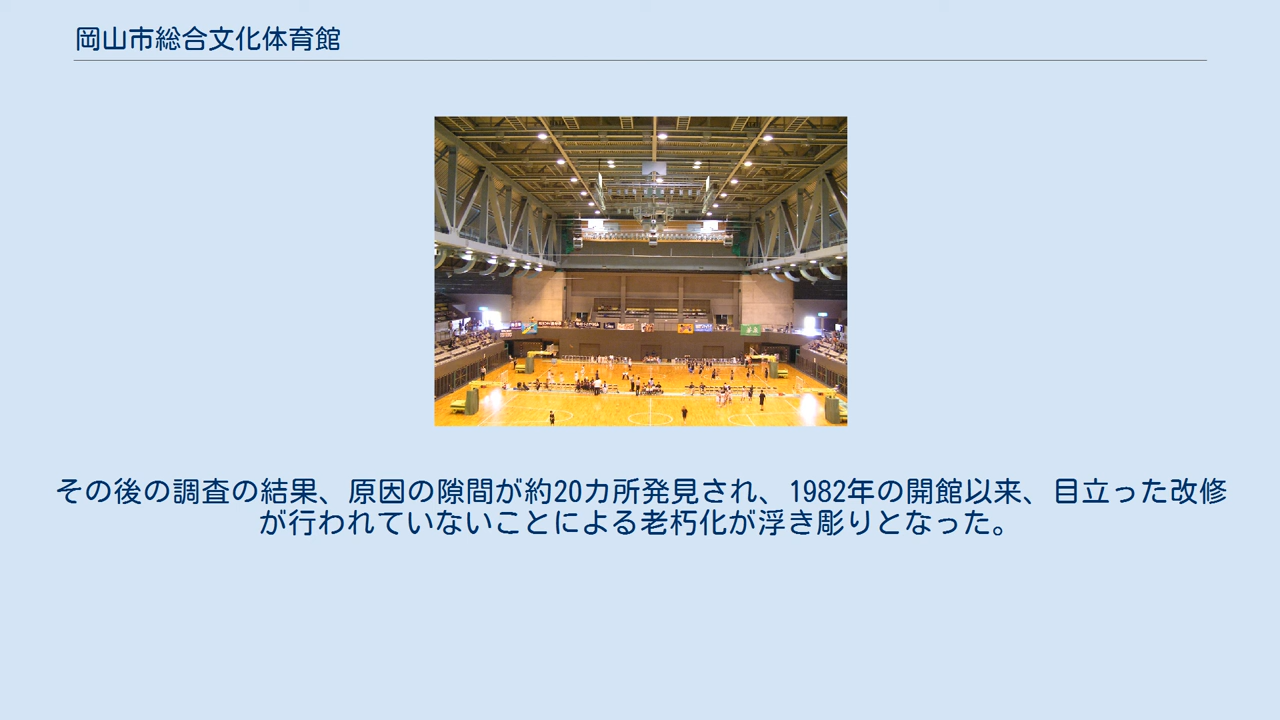 岡山市総合文化体育館
その後の調査の結果、原因の隙間が約20カ所発見され、1982年の開館以来、目立った改修
が行われていないことによる老朽化が浮き彫りとなった。